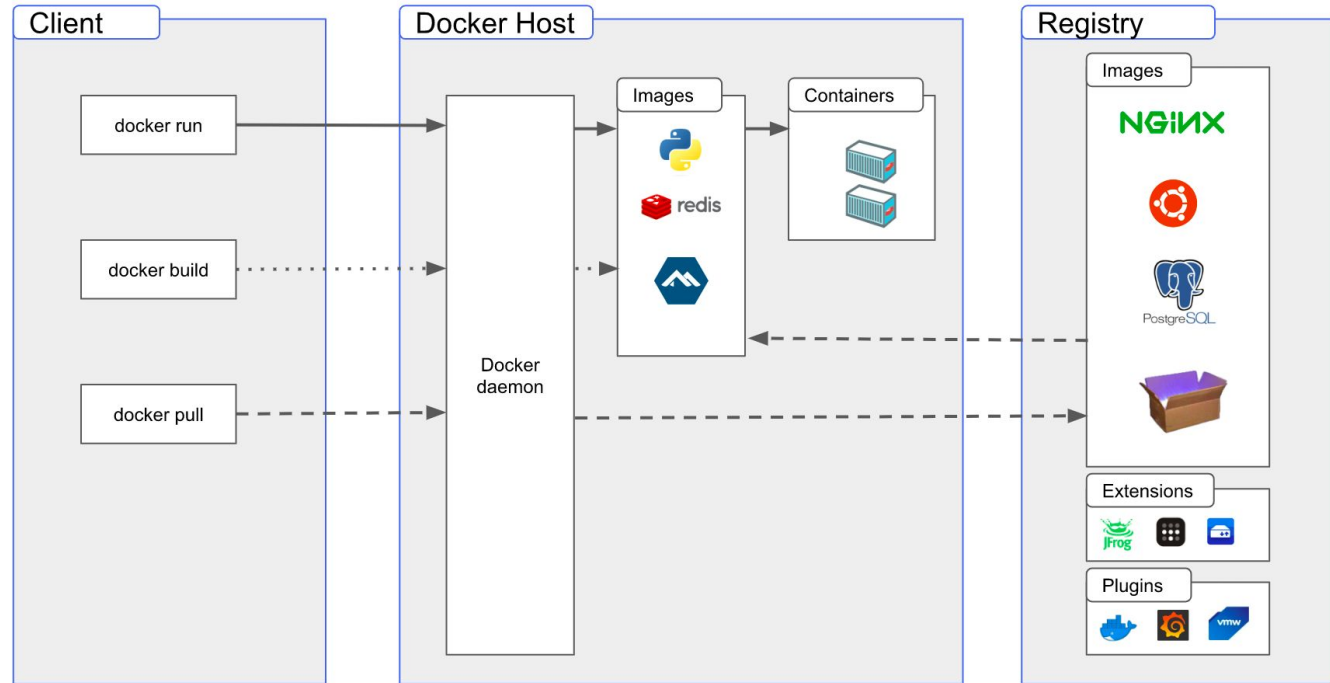 Client
docker run
docker build
docker pull
Docker Host
Docker
daemon
Images
redis
Containers
Registry
Images
NGINX
PostgreSQL
Extensions
JFrog
Plugins
vmw